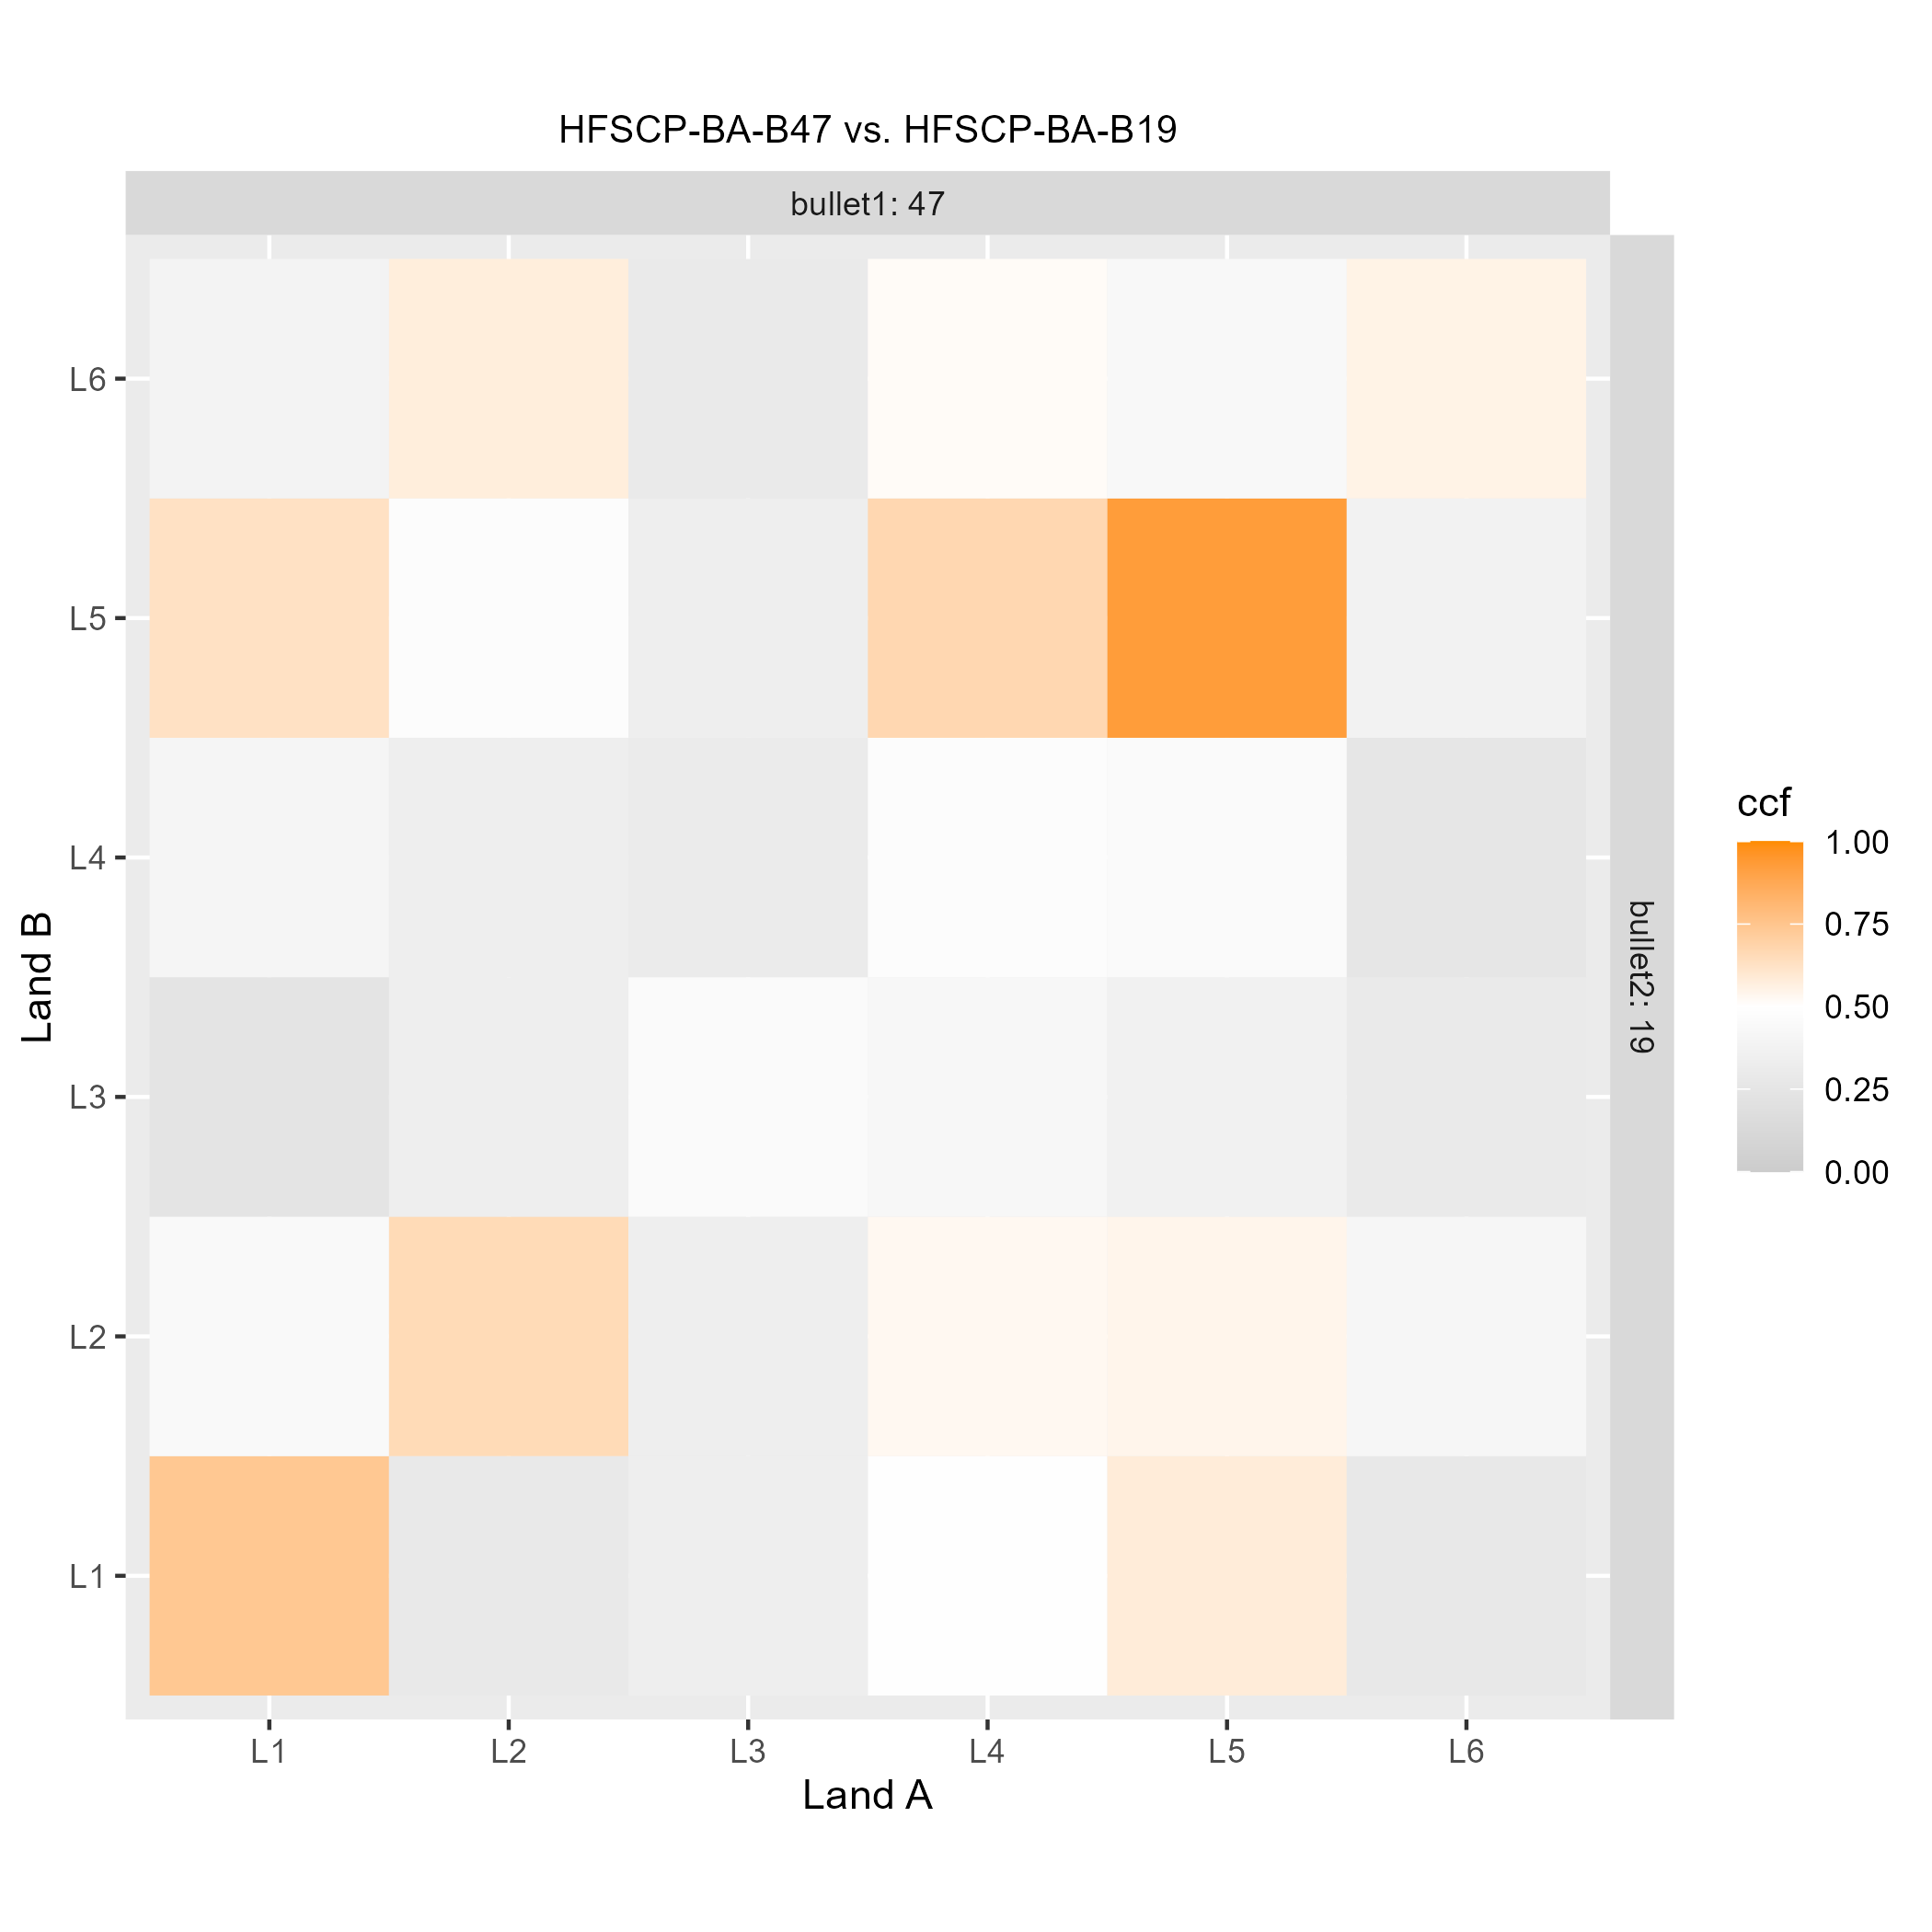 HFSCP-BA-B47 vs. HFSCP-BA-B19
bullet1: 47
L6
L5
L4
L3
L2
L1
Land B
bullet2: 19
ccf
1.00
0.75
0.50
0.25
0.00
L1 L2 L3 L4 L5 L6
Land A